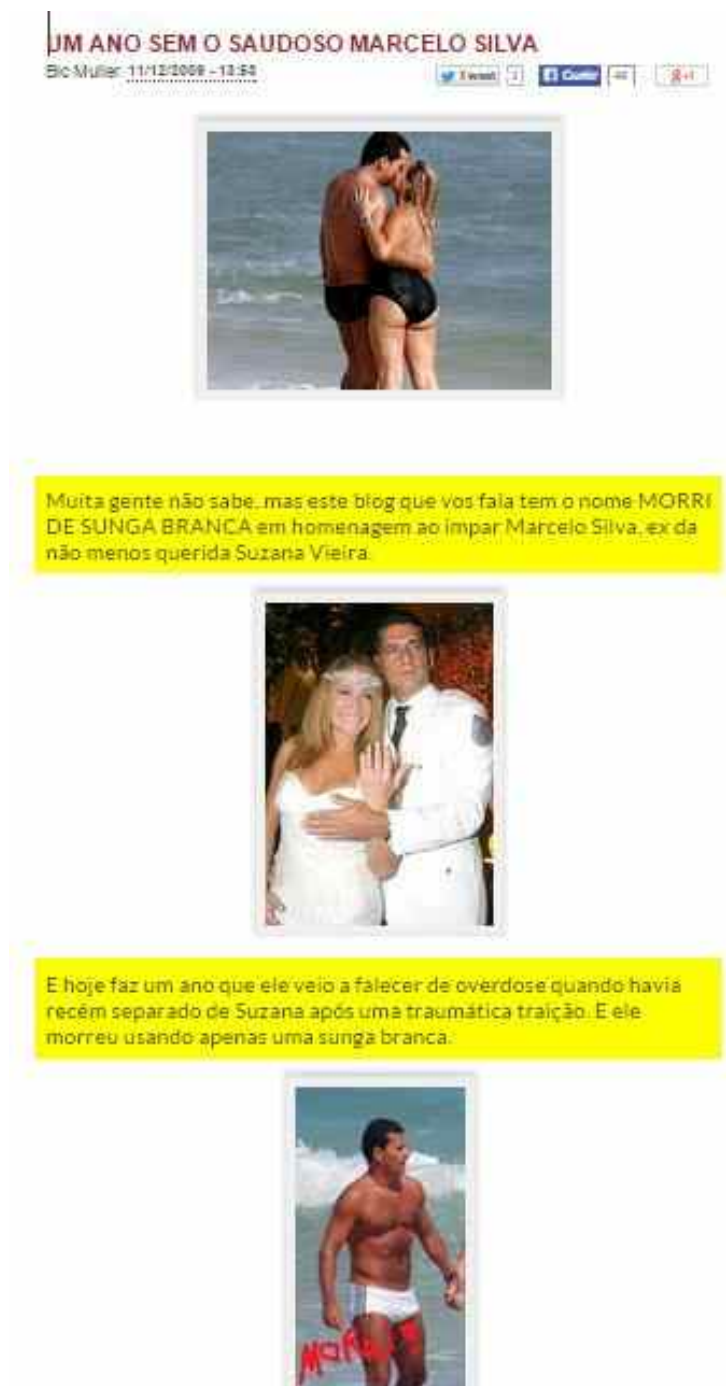 UM ANO SEM O SAUDOSO MARCELO SILVA
Bic Muller 11/12/2009 - 13:53
Tweet
Curtir
g+1
Muita gente não sabe, mas este blog que vos fala tem o nome MORRI
DE SUNGA BRANCA em homenagem ao ímpar Marcelo Silva, ex da
não menos querida Suzana Vieira.
E hoje faz um ano que ele veio a falecer de overdose quando havia
recém separado de Suzana após uma traumática traição. E ele
morreu usando apenas uma sunga branca.